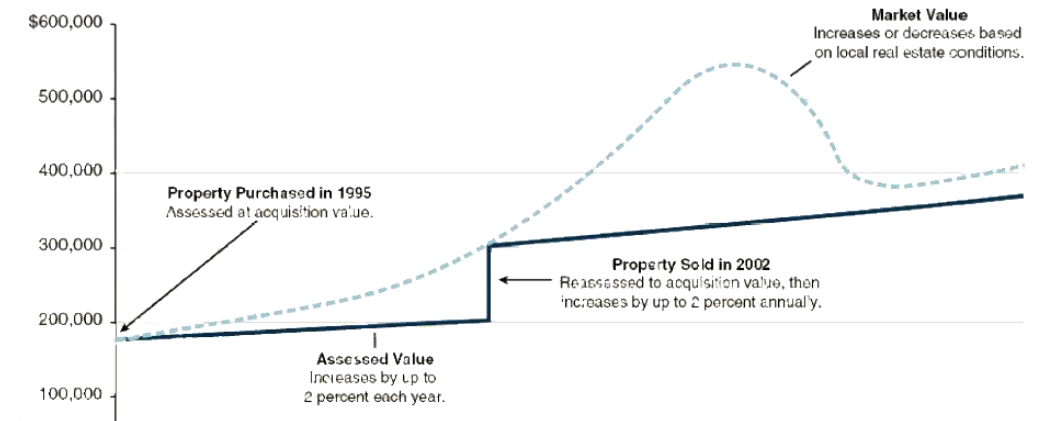 $600,000
Market Value
Increases or decreases based
on local real estate conditions.
500,000
400,000
Property Purchased in 1995
Assessed at acquisition value.
300,000
Property Sold in 2002
Reassessed to acquisition value, then
increases by up to 2 percent annually.
200,000
Assessed Value
Increases by up to
2 percent each year.
100,000